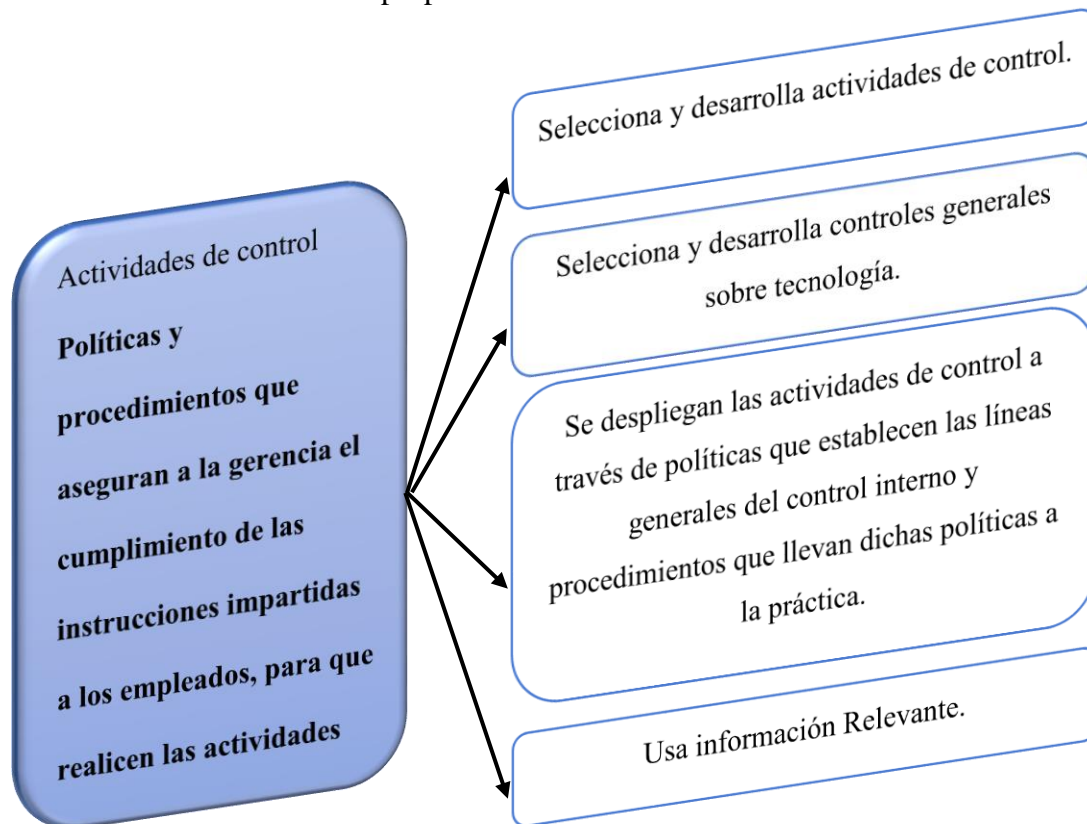 Actividades de control
Políticas y
procedimientos que
aseguran a la gerencia el
cumplimiento de las
instrucciones impartidas
a los empleados, para que
realicen las actividades
Selecciona y desarrolla actividades de control.
Selecciona y desarrolla controles generales
sobre tecnología.
Se despliegan las actividades de control a
través de políticas que establecen las líneas
generales del control interno y
procedimientos que llevan dichas políticas a
la práctica.
Usa información Relevante.